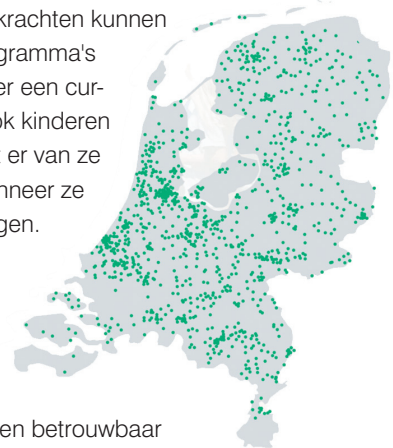 krachten kunnen
gramma's
er een cur-
ok kinderen
t er van ze
nneer ze
gen.
en betrouwbaar